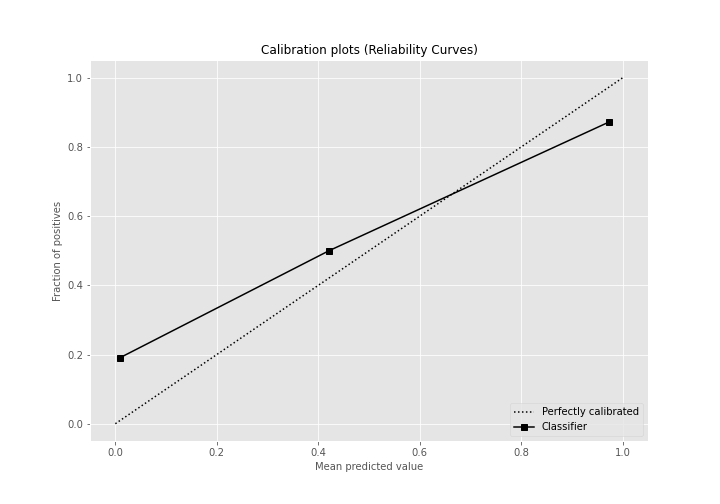 Calibration plots (Reliability Curves)
Fraction of positives
1.0
0.8
0.6
0.4
0.2
0.0
0.0 0.2 0.4 0.6 0.8 1.0
Mean predicted value
Perfectly calibrated
Classifier